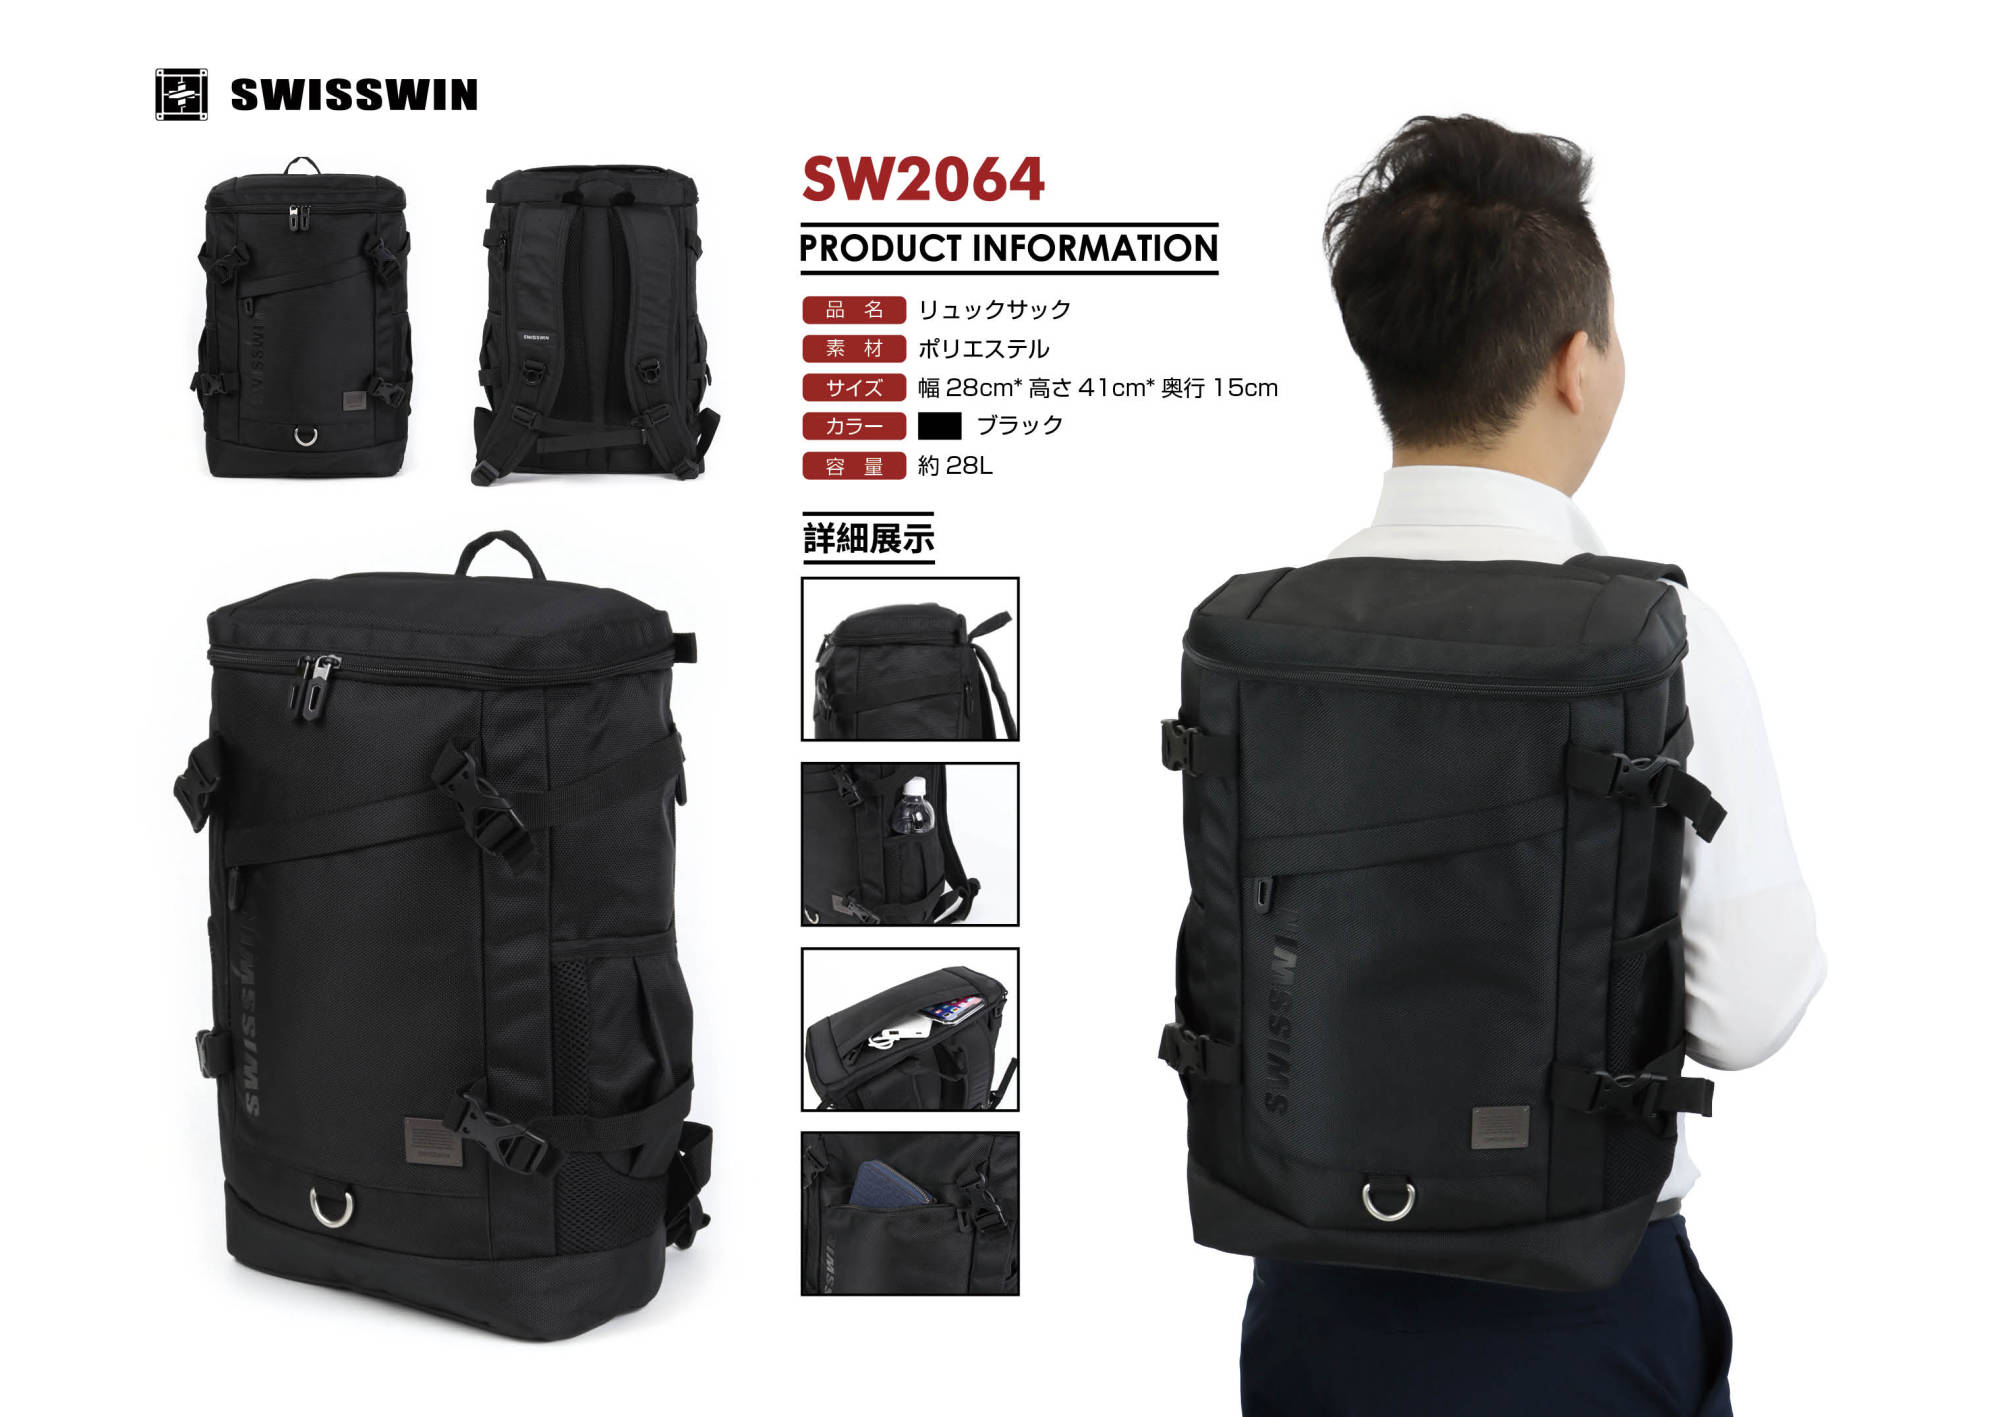 SWISSWIN
SW2064
PRODUCT INFORMATION
品 名 リュックサック
素 材 ポリエステル
サイズ 幅 28cm* 高さ 41cm* 奥行 15cm
カラー ブラック
容 量 約 28L
詳細展示
SWISSWIN
SWISSWIN
SWISSWIN
SWISSWIN